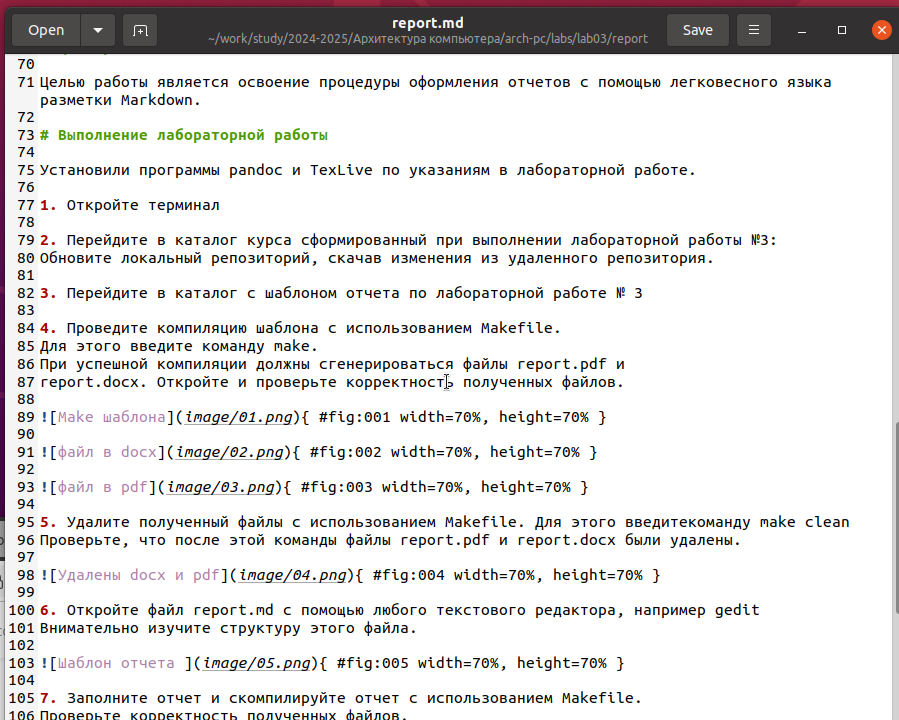 Open
report.md
~/work/study/2024-2025/Архитектура компьютера/arch-pc/labs/lab03/report
Save
70
71 Целью работы является освоение процедуры оформления отчетов с помощью легковесного языка
разметки Markdown.
72
73 # Выполнение лабораторной работы
74
75 Установили программы pandoc и TexLive по указаниям в лабораторной работе.
76
77 1. Откройте терминал
78
79 2. Перейдите в каталог курса сформированный при выполнении лабораторной работы №3:
80 Обновите локальный репозиторий, скачав изменения из удаленного репозитория.
81
82 3. Перейдите в каталог с шаблоном отчета по лабораторной работе № 3
83
84 4. Проведите компиляцию шаблона с использованием Makefile.
85 Для этого введите команду make.
86 При успешной компиляции должны сгенерироваться файлы report.pdf и
87 report.docx. Откройте и проверьте корректность полученных файлов.
88
89 ![Make шаблона](image/01.png){ #fig:001 width=70%, height=70% }
90
91 ![файл в docx](image/02.png){ #fig:002 width=70%, height=70% }
92
93 ![файл в pdf](image/03.png){ #fig:003 width=70%, height=70% }
94
95 5. Удалите полученный файлы с использованием Makefile. Для этого введитекоманду make clean
96 Проверьте, что после этой команды файлы report.pdf и report.docx были удалены.
97
98 ![Удалены docx и pdf](image/04.png){ #fig:004 width=70%, height=70% }
99
100 6. Откройте файл report.md c помощью любого текстового редактора, например gedit
101 Внимательно изучите структуру этого файла.
102
103 ![Шаблон отчета ](image/05.png){ #fig:005 width=70%, height=70% }
104
105 7. Заполните отчет и скомпилируйте отчет с использованием Makefile.
106 Проверьте корректность полученных файлов.